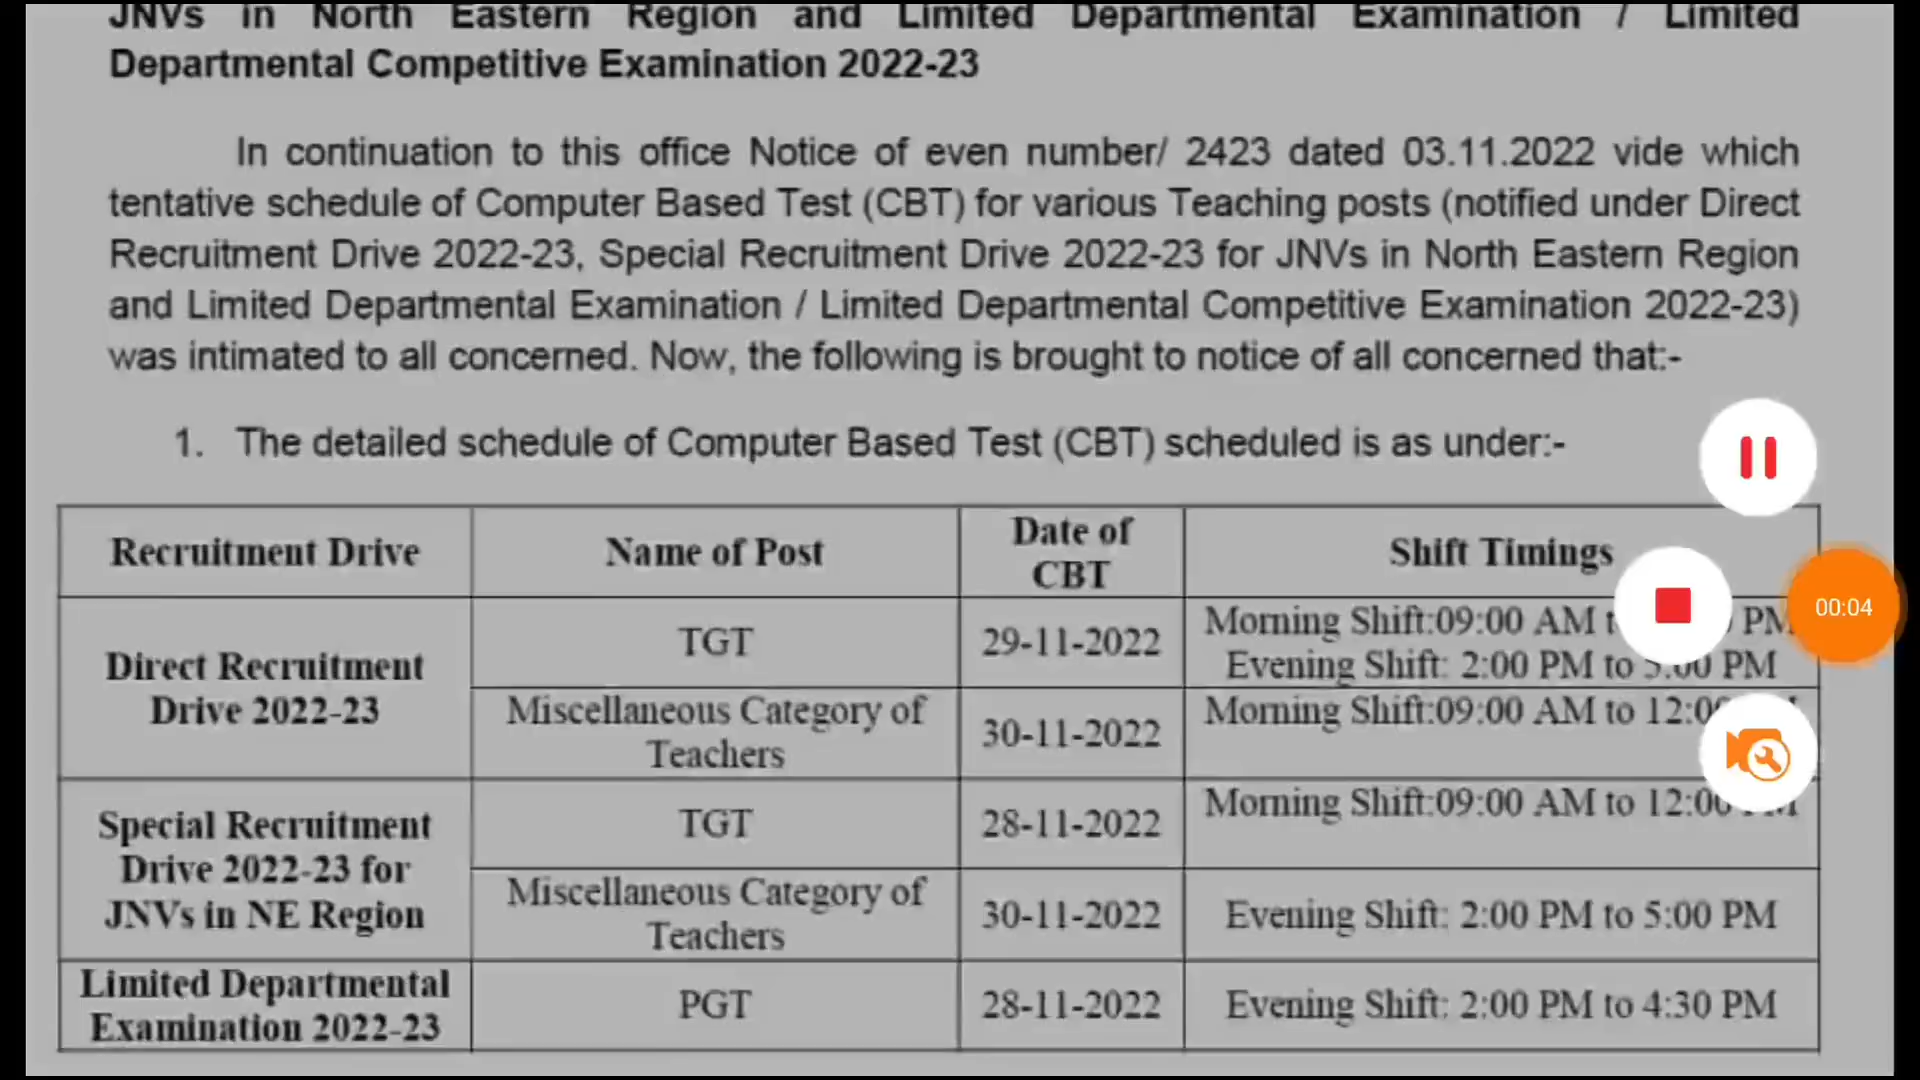 JNVs in North Eastern Region and Limited Departmental Examination / Limited
Departmental Competitive Examination 2022-23
In continuation to this office Notice of even number/ 2423 dated 03.11.2022 vide which
tentative schedule of Computer Based Test (CBT) for various Teaching posts (notified under Direct
Recruitment Drive 2022-23, Special Recruitment Drive 2022-23 for JNVs in North Eastern Region
and Limited Departmental Examination / Limited Departmental Competitive Examination 2022-23)
was intimated to all concerned. Now, the following is brought to notice of all concerned that:-
1. The detailed schedule of Computer Based Test (CBT) scheduled is as under:-
Recruitment Drive
Name of Post
Date of
CBT
Shift Timings
Direct Recruitment
Drive 2022-23
TGT
29-11-2022
Morning Shift:09:00 AM PM
Evening Shift: 2:00 PM to 5:00 PM
Miscellaneous Category of
Teachers
30-11-2022
Morning Shift:09:00 AM to
Special Recruitment
Drive 2022-23 for
JNVs in NE Region
TGT
28-11-2022
Morning Shift:09:00 AM to 12:00
Miscellaneous Category of
Teachers
30-11-2022
Evening Shift: 2:00 PM to 5:00 PM
Limited Departmental
Examination 2022-23
PGT
28-11-2022
Evening Shift: 2:00 PM to 4:30 PM
00:04